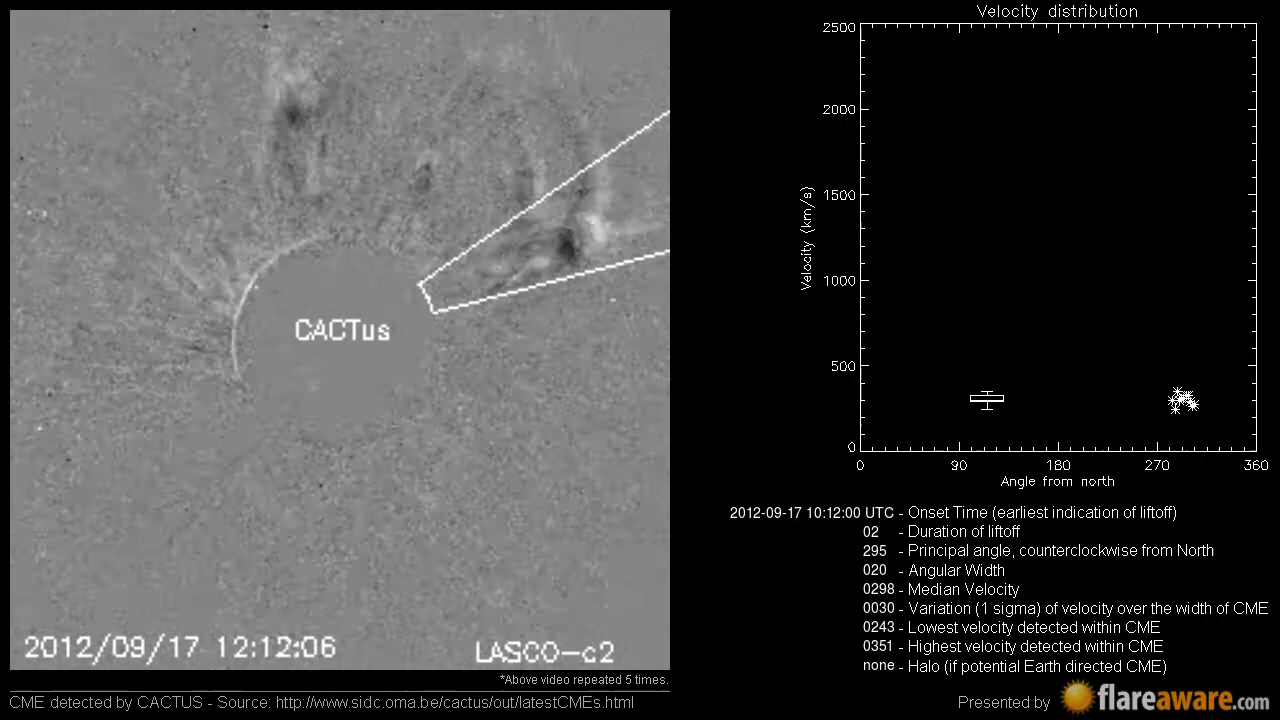 CACTus
2012/09/17 12:12:06
LASCO-c2
*Above video repeated 5 times.
Velocity distribution
2500
2000
1500
1000
500
0
Velocity (km/s)
0 90 180 270 360
Angle from north
2012-09-17 10:12:00 UTC - Onset Time (earliest indication of liftoff)
02 - Duration of liftoff
295 - Principal angle, counterclockwise from North
020 - Angular Width
0298 - Median Velocity
0030 - Variation (1 sigma) of velocity over the width of CME
0243 - Lowest velocity detected within CME
0351 - Highest velocity detected within CME
none - Halo (if potential Earth directed CME)
CME detected by CACTUS - Source: http://www.sidc.oma.be/cactus/out/latestCMEs.html
Presented by flareaware.com